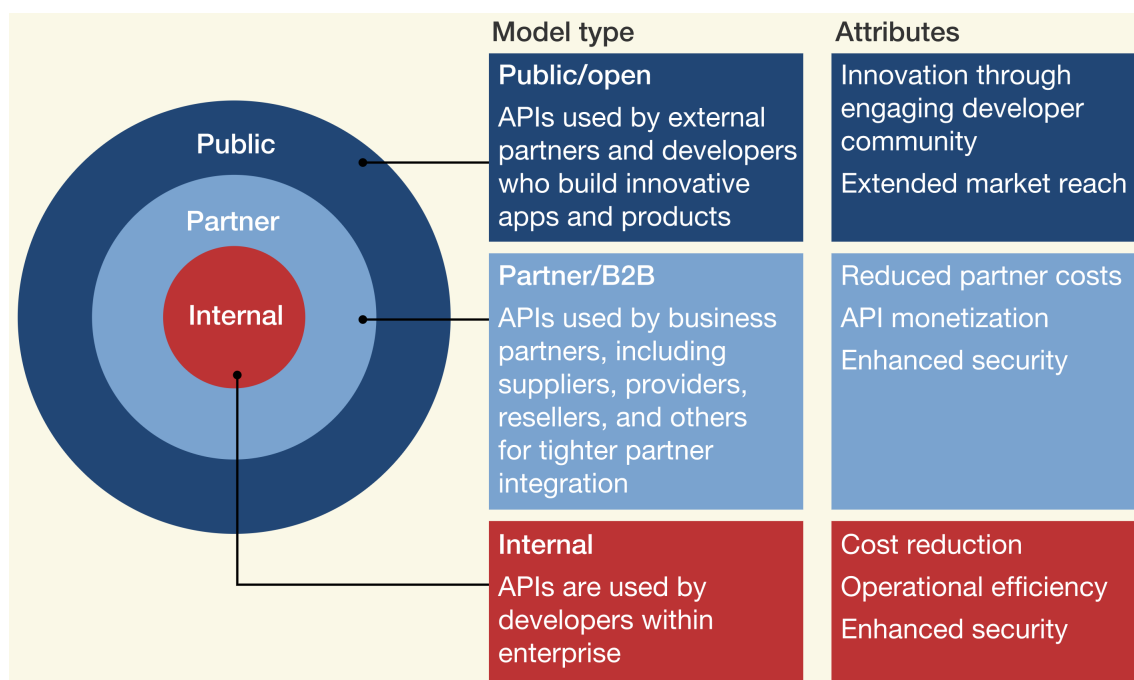 Model type
Attributes
Public
Partner
Internal
Public/open
APIs used by external
partners and developers
who build innovative
apps and products
Innovation through
engaging developer
community
Extended market reach
Partner/B2B
APIs used by business
partners, including
suppliers, providers,
resellers, and others
for tighter partner
integration
Reduced partner costs
API monetization
Enhanced security
Internal
APIs are used by
developers within
enterprise
Cost reduction
Operational efficiency
Enhanced security